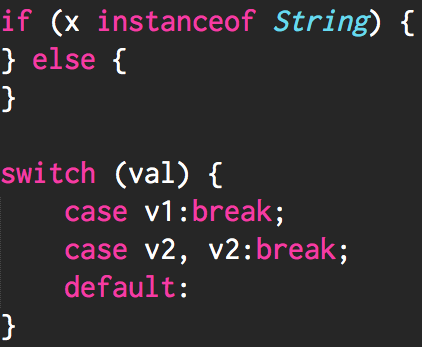 if (x instanceof String) {
} else {
}

switch (val) {
    case v1:break;
    case v2, v2:break;
    default:
}